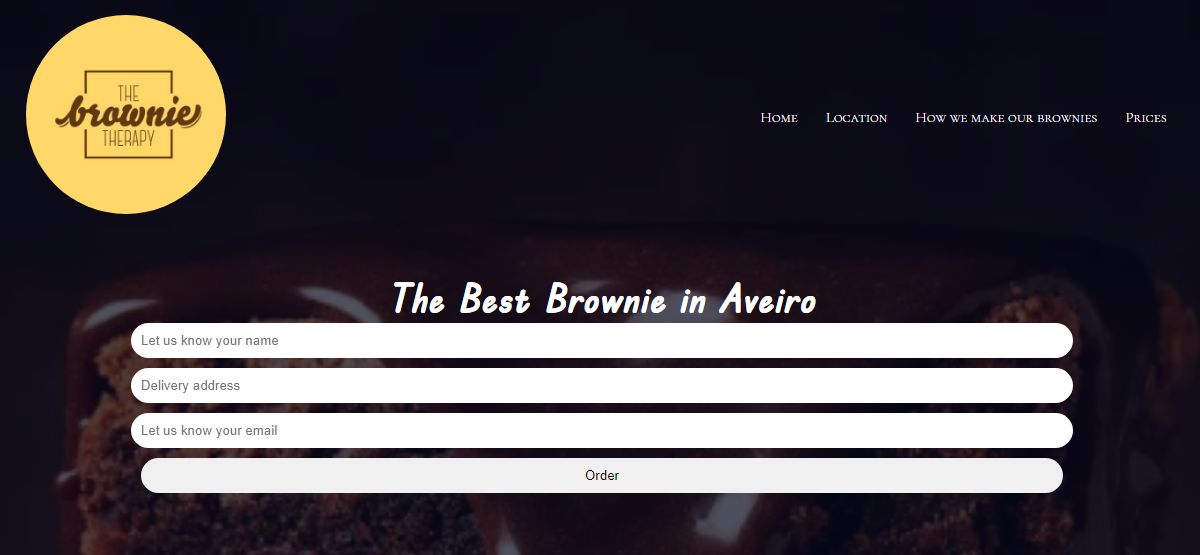 THE
brownie
THERAPY
Home
Location
How we make our brownies
Prices
The Best Brownie in Aveiro
Let us know your name
Delivery address
Let us know your email
Order